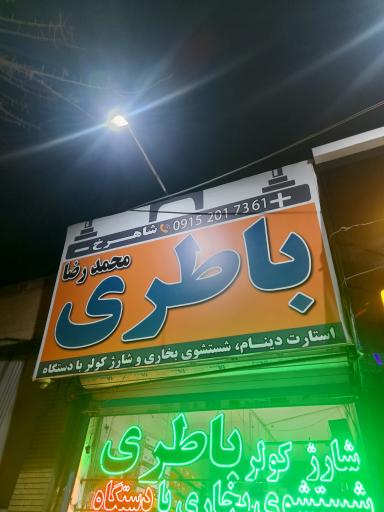 شاهرخ 0915 201 7361
محمد رضا
باطری
استارت دینام، شستشوی بخاری و شارژ کولر با دستگاه
شارژ کولر باطری
شستشوی بخاری با دستگاه